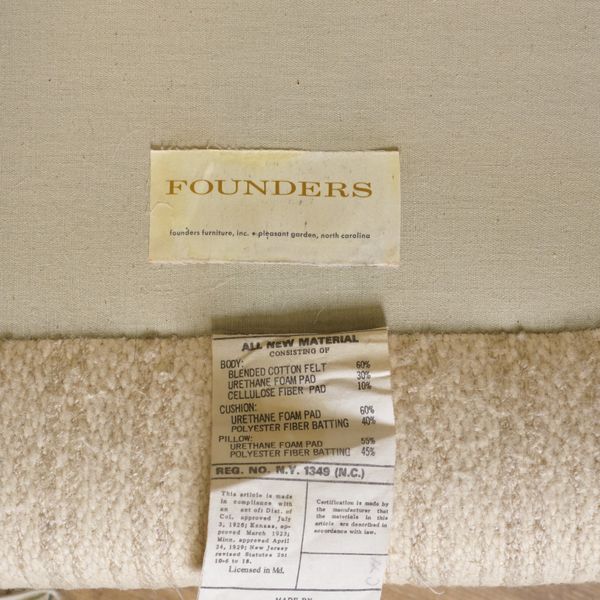 FOUNDERS
founders furniture, inc. • pleasant garden, north carolina
ALL NEW MATERIAL
CONSISTING OF
BODY:
BLENDED COTTON FELT 60%
URETHANE FOAM PAD 30%
CELLULOSE FIBER PAD 10%
CUSHION:
URETHANE FOAM PAD 60%
POLYESTER FIBER BATTING 40%
PILLOW:
URETHANE FOAM PAD 55%
POLYESTER FIBER BATTING 45%
REG. NO. N.Y. 1349 (N.C.)
This article is made
in compliance with
an act of: Dist. of
Col. approved July
3, 1926; Kansas, ap-
proved March 1923;
Minn. approved April
24, 1929; New Jersey
revised Statutes 26:
10-6 to 18.
Licensed in Md.
Certification is made by
the manufacturer that
the materials in this
article are described in
accordance with law.
MADE BY